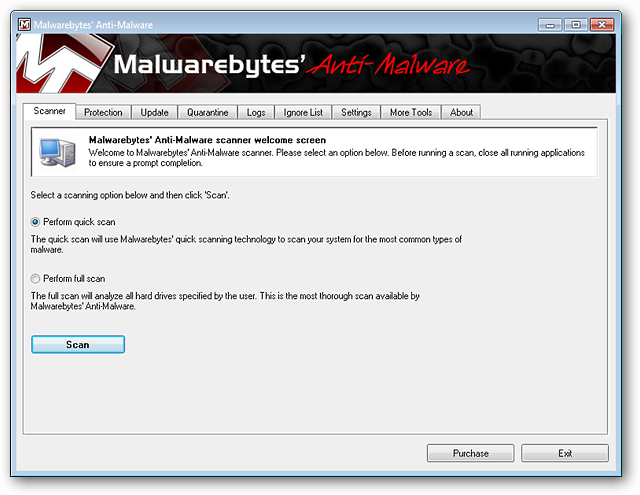 Malwarebytes' Anti-Malware
Malwarebytes' Anti-Malware
Scanner Protection Update Quarantine Logs Ignore List Settings More Tools About
Malwarebytes' Anti-Malware scanner welcome screen
Welcome to Malwarebytes' Anti-Malware scanner. Please select an option below. Before running a scan, close all running applications
to ensure a prompt completion.
Select a scanning option below and then click 'Scan'.
Perform quick scan
The quick scan will use Malwarebytes' quick scanning technology to scan your system for the most common types of
malware.
Perform full scan
The full scan will analyze all hard drives specified by the user. This is the most thorough scan available by
Malwarebytes' Anti-Malware.
Scan
Purchase Exit